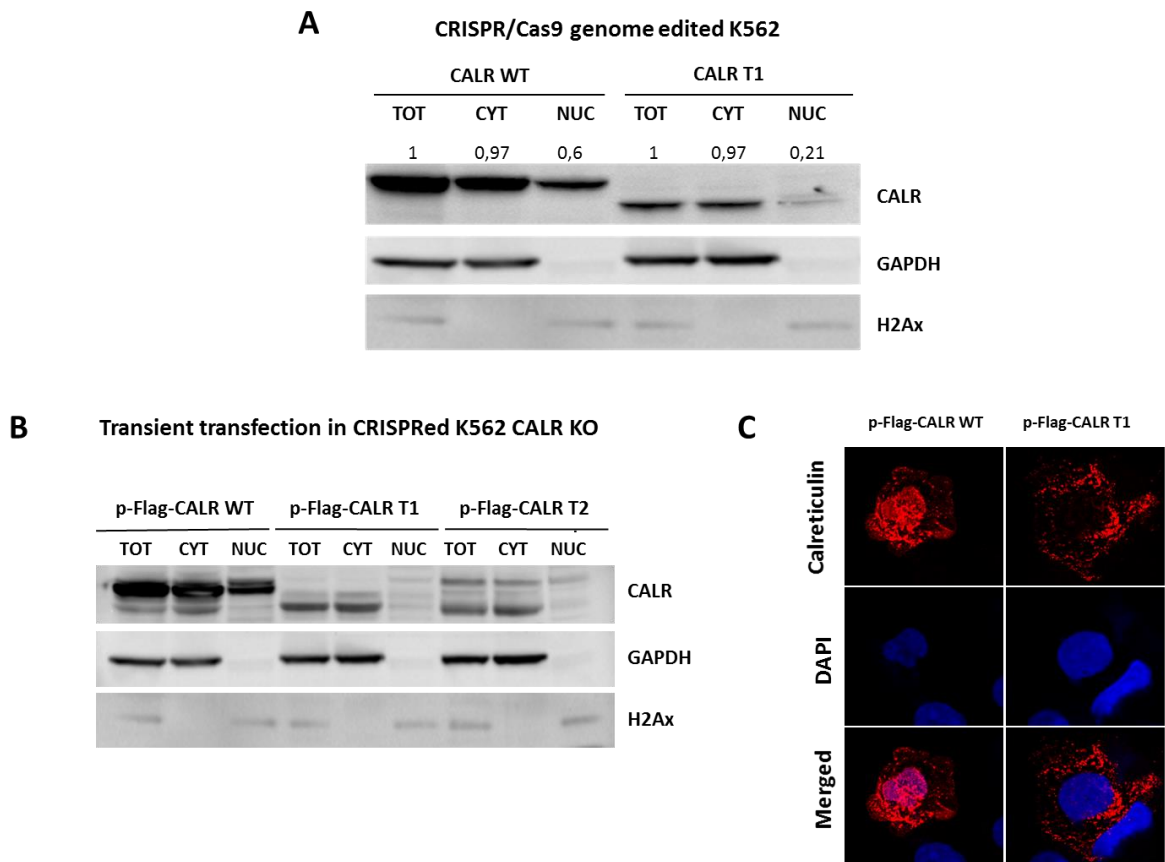 A
CRISPR/Cas9 genome edited K562
CALR WT CALR T1
TOT CYT NUC TOT CYT NUC
1 0,97 0,6 1 0,97 0,21
CALR
GAPDH
H2Ax
B
Transient transfection in CRISPRed K562 CALR KO
p-Flag-CALR WT p-Flag-CALR T1 p-Flag-CALR T2
TOT CYT NUC TOT CYT NUC TOT CYT NUC
CALR
GAPDH
H2Ax
C
p-Flag-CALR WT p-Flag-CALR T1
Calreticulin
DAPI
Merged